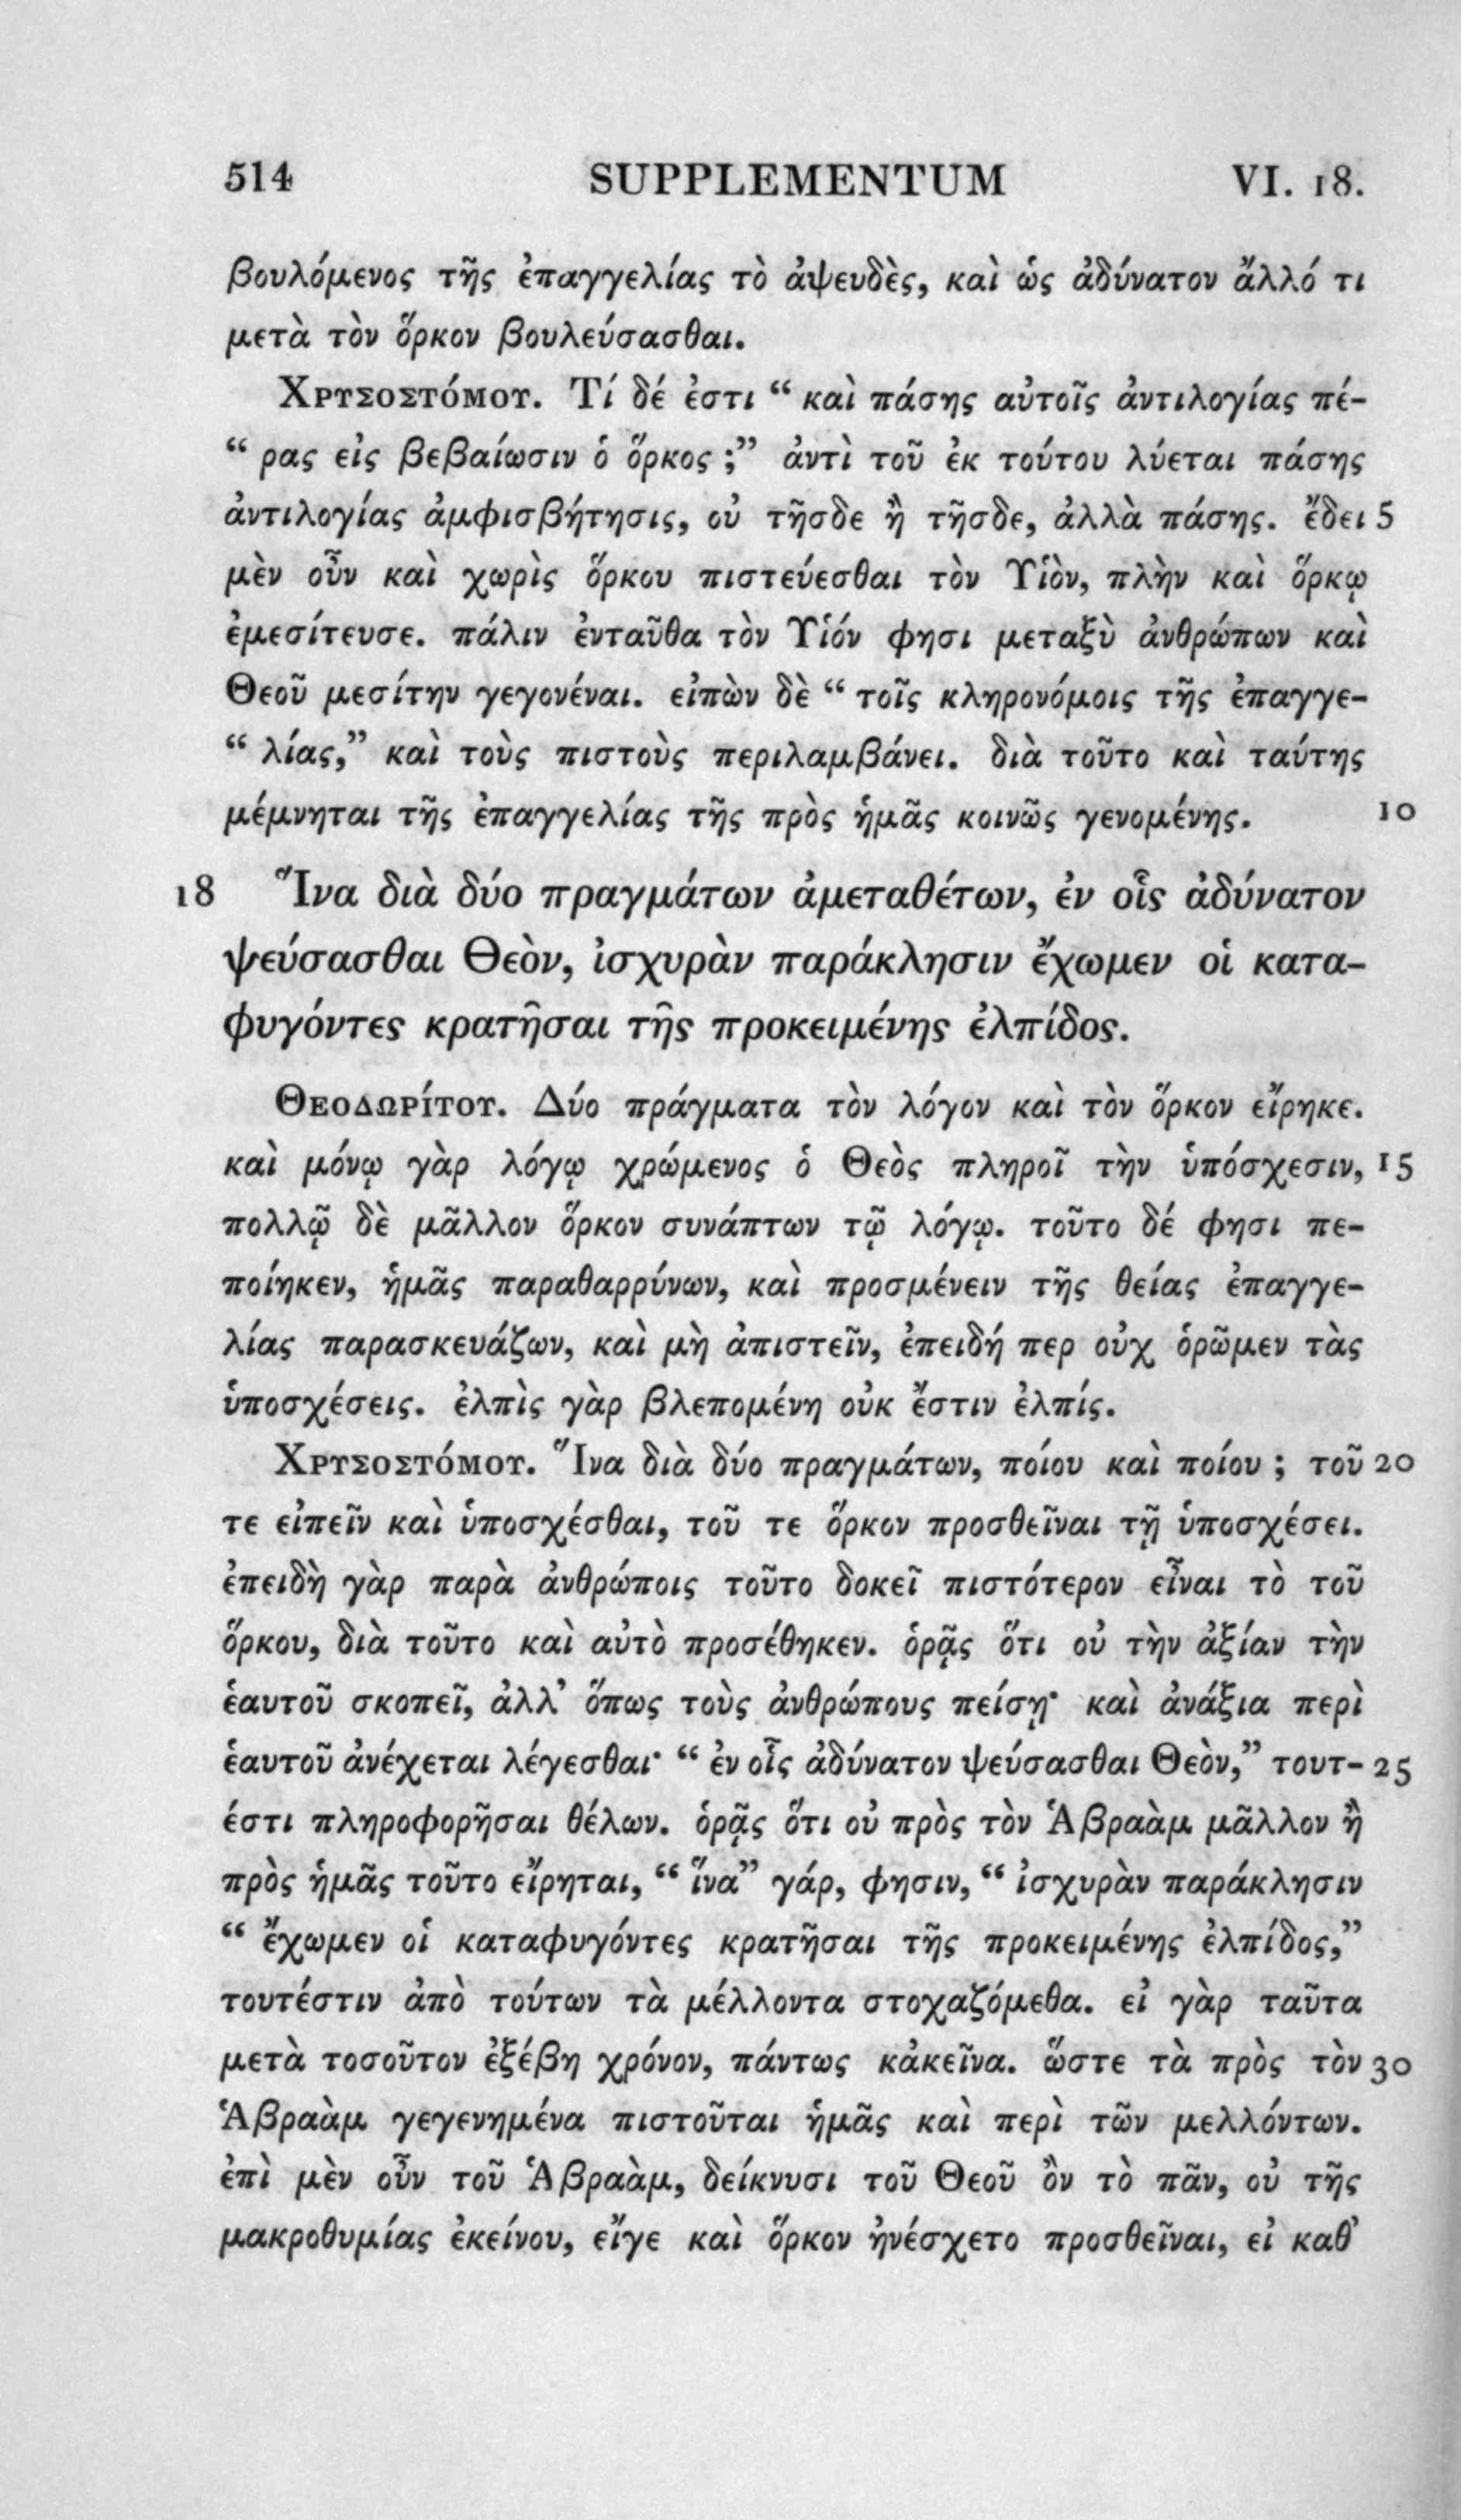 514 SUPPLEMENTUM VI. 18.
βουλόμενος τῆς ἐπαγγελίας τὸ ἀψευδὲς, καὶ ὡς ἀδύνατον ἄλλό τι
μετὰ τὸν ὅρκον βουλεύσασθαι.
ΧΡΥΣΟΣΤόΜΟΥ. Τί δέ ἐστι “ καὶ πάσης αὐτοῖς ἀντιλογίας πέ-
“ ρας εἰς βεβαίωσιν ὁ ὅρκος ;” ἀντὶ τοῦ ἐκ τούτου λύεται πάσης
ἀντιλογίας ἀμφισβήτησις, οὐ τῆσδε ἢ τῆσδε, ἀλλὰ πάσης. ἔδει 5
μὲν οὖν καὶ χωρὶς ὅρκου πιστεύεσθαι τὸν Υἱὸν, πλὴν καὶ ὅρκῳ
ἐμεσίτευσε. πάλιν ἐνταῦθα τὸν Υἱόν φησι μεταξὺ ἀνθρώπων καὶ
Θεοῦ μεσίτην γεγονέναι. εἰπὼν δὲ “ τοῖς κληρονόμοις τῆς ἐπαγγε-
“ λίας,” καὶ τοὺς πιστοὺς περιλαμβάνει. διὰ τοῦτο καὶ ταύτης
μέμνηται τῆς ἐπαγγελίας τῆς πρὸς ἡμᾶς κοινῶς γενομένης. 10
18 Ἵνα διὰ δύο πραγμάτων ἀμεταθέτων, ἐν οἷς ἀδύνατον
ψεύσασθαι Θεὸν, ἰσχυρὰν παράκλησιν ἔχωμεν οἱ κατα-
φυγόντες κρατῆσαι τῆς προκειμένης ἐλπίδος.
ΘΕΟΔΩΡίΤΟΥ. Δύο πράγματα τὸν λόγον καὶ τὸν ὅρκον εἴρηκε.
καὶ μόνῳ γὰρ λόγῳ χρώμενος ὁ Θεὸς πληροῖ τὴν ὑπόσχεσιν, 15
πολλῷ δὲ μᾶλλον ὅρκον συνάπτων τῷ λόγῳ. τοῦτο δέ φησι πε-
ποίηκεν, ἡμᾶς παραθαρρύνων, καὶ προσμένειν τῆς θείας ἐπαγγε-
λίας παρασκευάζων, καὶ μὴ ἀπιστεῖν, ἐπειδή περ οὐχ ὁρῶμεν τὰς
ὑποσχέσεις. ἐλπὶς γὰρ βλεπομένη οὐκ ἔστιν ἐλπίς.
ΧΡΥΣΟΣΤόΜΟΥ. Ἵνα διὰ δύο πραγμάτων, ποίου καὶ ποίου ; τοῦ 20
τε εἰπεῖν καὶ ὑποσχέσθαι, τοῦ τε ὅρκον προσθεῖναι τῇ ὑποσχέσει.
ἐπειδὴ γὰρ παρὰ ἀνθρώποις τοῦτο δοκεῖ πιστότερον εἶναι τὸ τοῦ
ὅρκου, διὰ τοῦτο καὶ αὐτὸ προσέθηκεν. ὁρᾷς ὅτι οὐ τὴν ἀξίαν τὴν
ἑαυτοῦ σκοπεῖ, ἀλλ’ ὅπως τοὺς ἀνθρώπους πείσῃ· καὶ ἀνάξια περὶ
ἑαυτοῦ ἀνέχεται λέγεσθαι· “ ἐν οἷς ἀδύνατον ψεύσασθαι Θεὸν,” τουτ- 25
έστι πληροφορῆσαι θέλων. ὁρᾷς ὅτι οὐ πρὸς τὸν Ἁβραὰμ μᾶλλον ἢ
πρὸς ἡμᾶς τοῦτο εἴρηται, “ ἵνα” γάρ, φησιν, “ ἰσχυρὰν παράκλησιν
“ ἔχωμεν οἱ καταφυγόντες κρατῆσαι τῆς προκειμένης ἐλπίδος,”
τουτέστιν ἀπὸ τούτων τὰ μέλλοντα στοχαζόμεθα. εἰ γὰρ ταῦτα
μετὰ τοσοῦτον ἐξέβη χρόνον, πάντως κἀκεῖνα. ὥστε τὰ πρὸς τὸν 30
Ἁβραὰμ γεγενημένα πιστοῦται ἡμᾶς καὶ περὶ τῶν μελλόντων.
ἐπὶ μὲν οὖν τοῦ Ἁβραὰμ, δείκνυσι τοῦ Θεοῦ ὂν τὸ πᾶν, οὐ τῆς
μακροθυμίας ἐκείνου, εἴγε καὶ ὅρκον ἠνέσχετο προσθεῖναι, εἰ καθ’